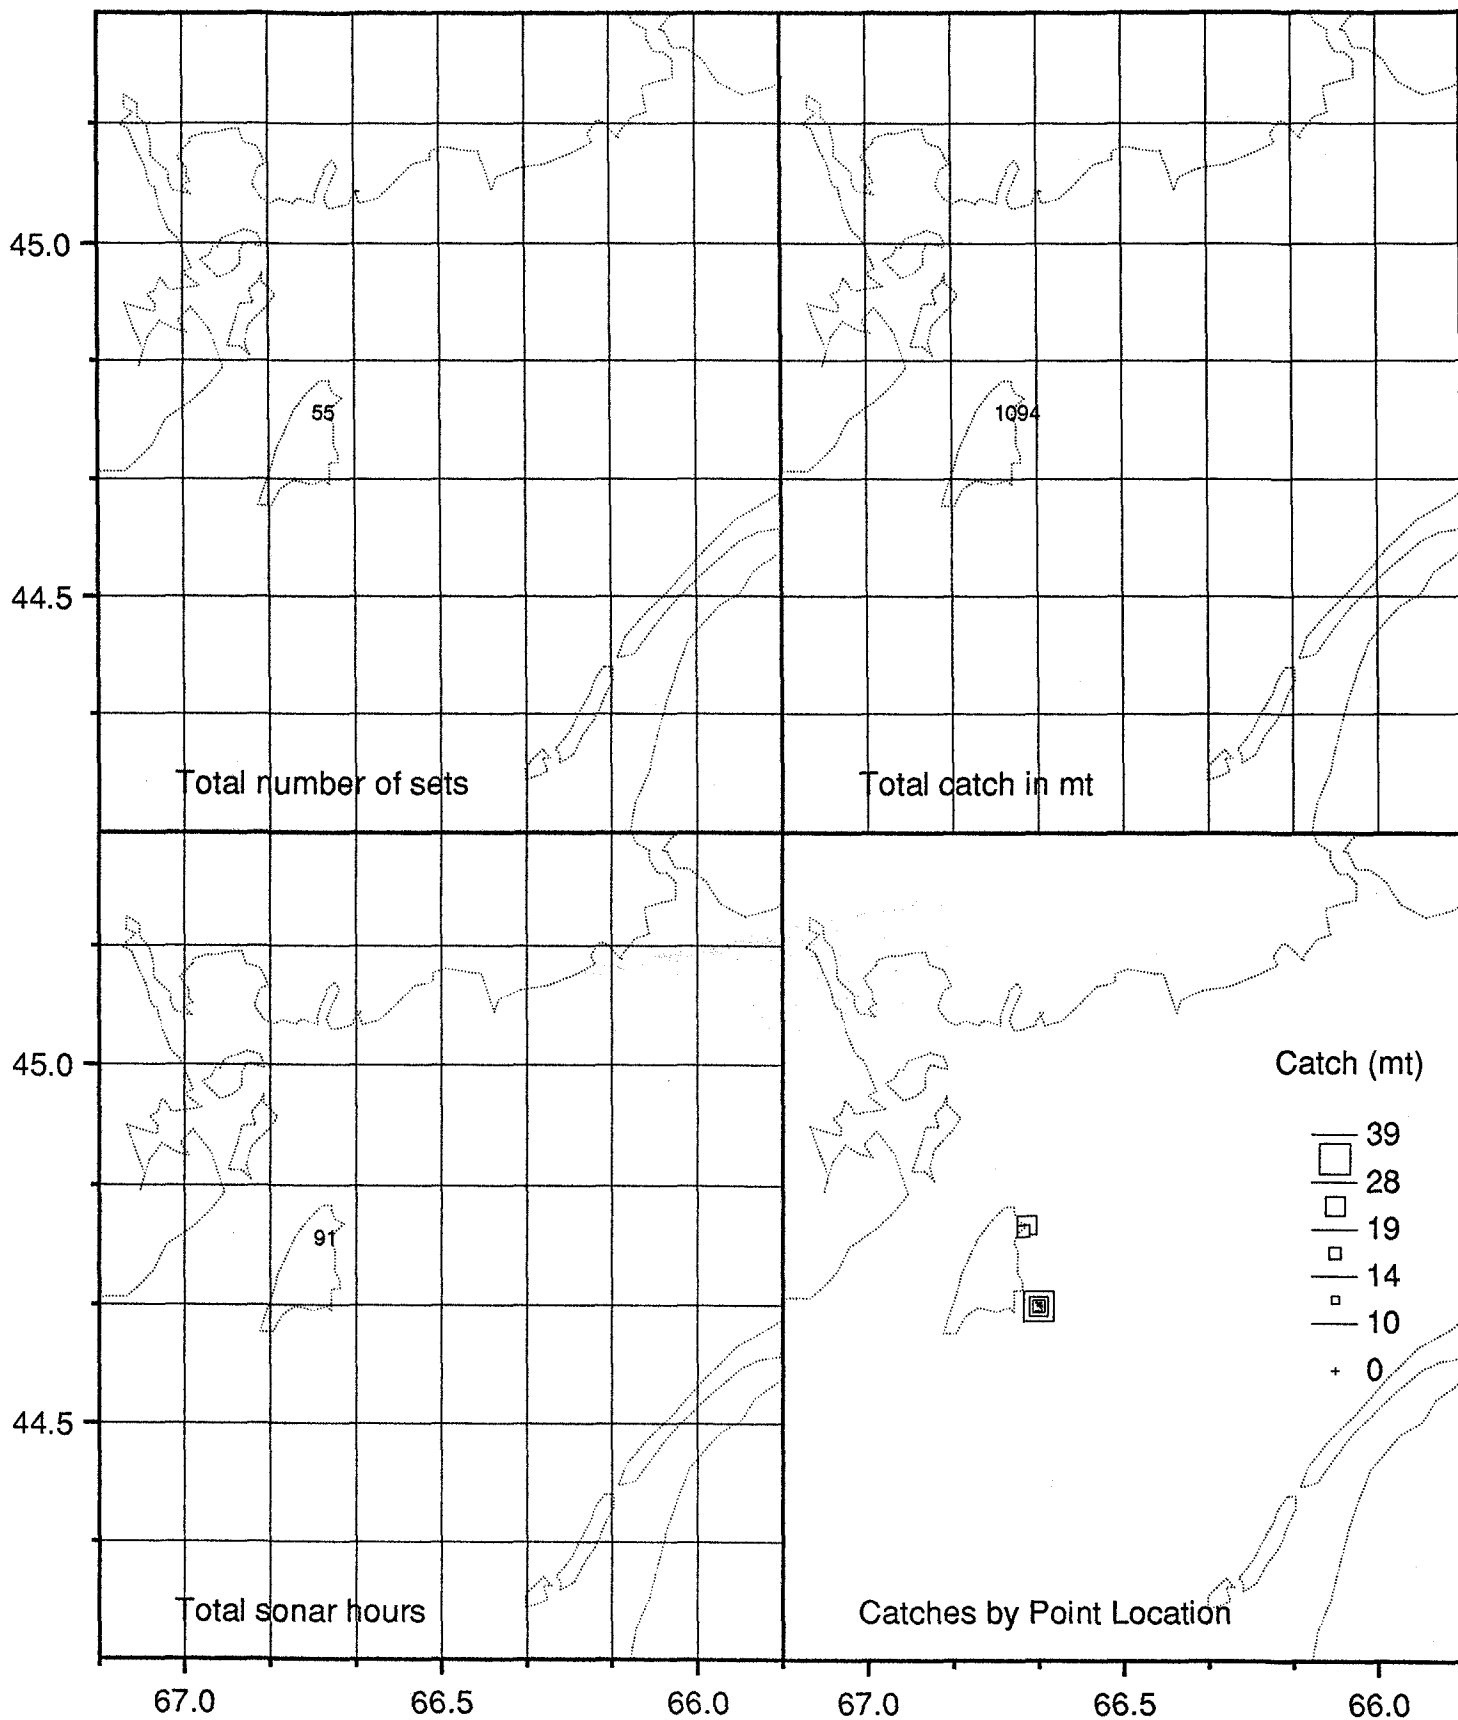 45.0
55
1094
44.5
Total number of sets
Total catch in mt
45.0
Catch (mt)
39
28
19
14
10
0
91
44.5
Total sonar hours
Catches by Point Location
67.0 66.5 66.0 67.0 66.5 66.0